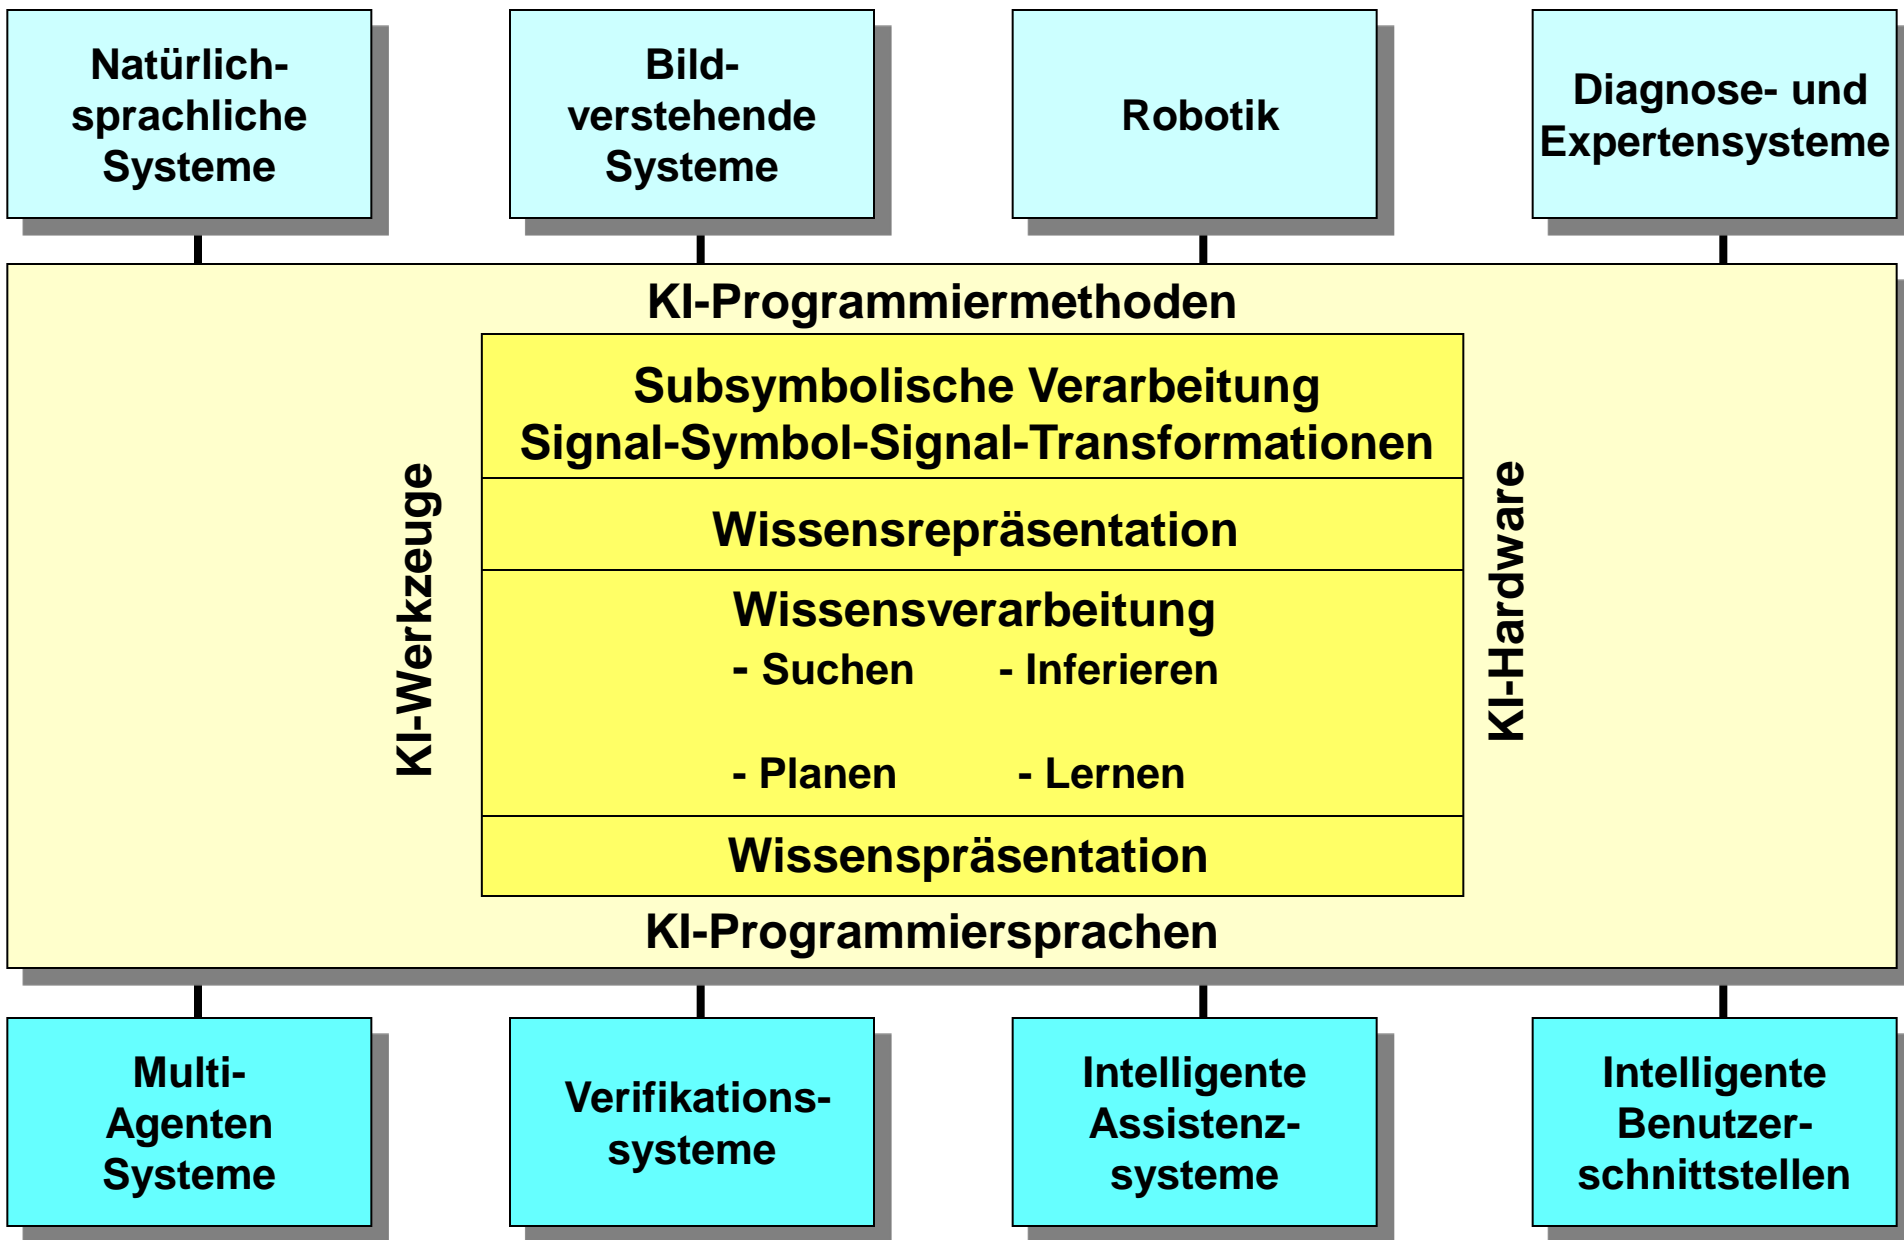 Natürlich-
sprachliche
Systeme
Bild-
verstehende
Systeme
Robotik
Diagnose- und
Expertensysteme
KI-Programmiermethoden
KI-Werkzeuge
Subsymbolische Verarbeitung
Signal-Symbol-Signal-Transformationen
Wissensrepräsentation
Wissensverarbeitung
- Suchen - Inferieren
- Planen - Lernen
Wissenspräsentation
KI-Hardware
KI-Programmiersprachen
Multi-
Agenten
Systeme
Verifikations-
systeme
Intelligente
Assistenz-
systeme
Intelligente
Benutzer-
schnittstellen